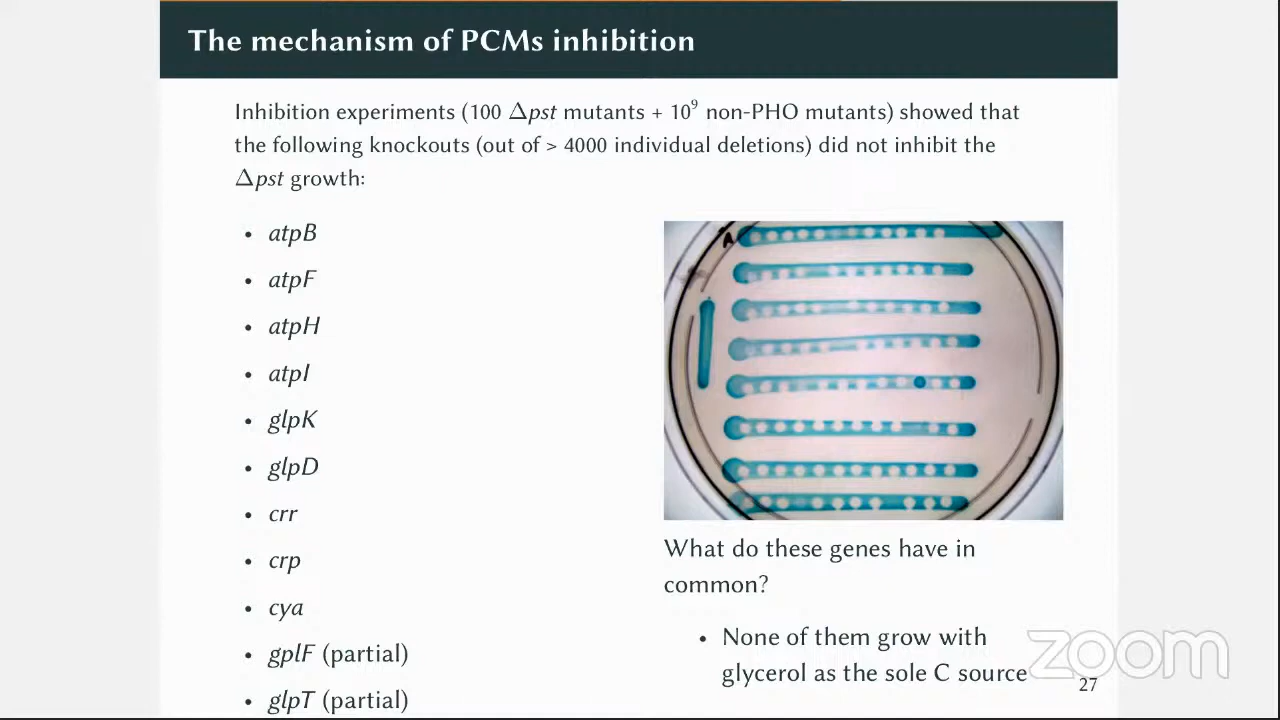 The mechanism of PCMs inhibition
Inhibition experiments (100 Δpst mutants + 10⁹ non-PHO mutants) showed that
the following knockouts (out of > 4000 individual deletions) did not inhibit the
Δpst growth:
• atpB
• atpF
• atpH
• atpI
• glpK
• glpD
• crr
• crp
• cya
• gplF (partial)
• glpT (partial)
A
What do these genes have in
common?
• None of them grow with
glycerol as the sole C source
zoom
27